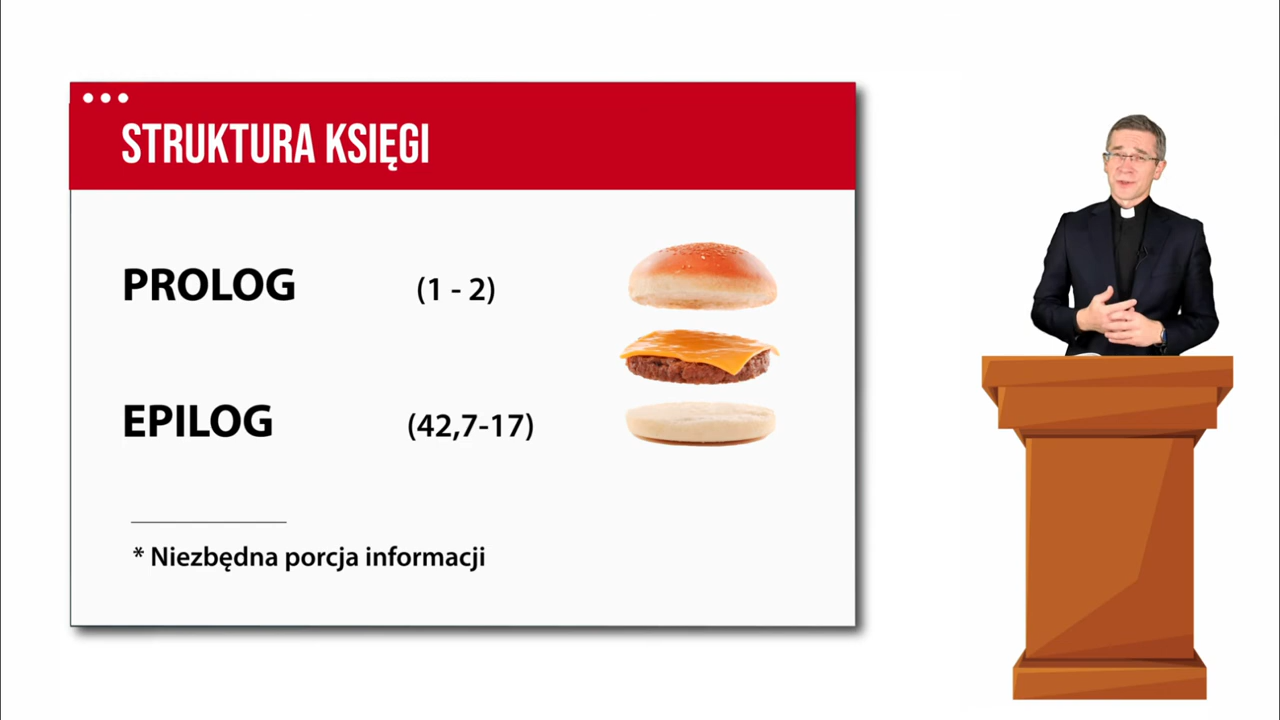 STRUKTURA KSIĘGI
PROLOG (1 - 2)
EPILOG (42,7-17)
* Niezbędna porcja informacji